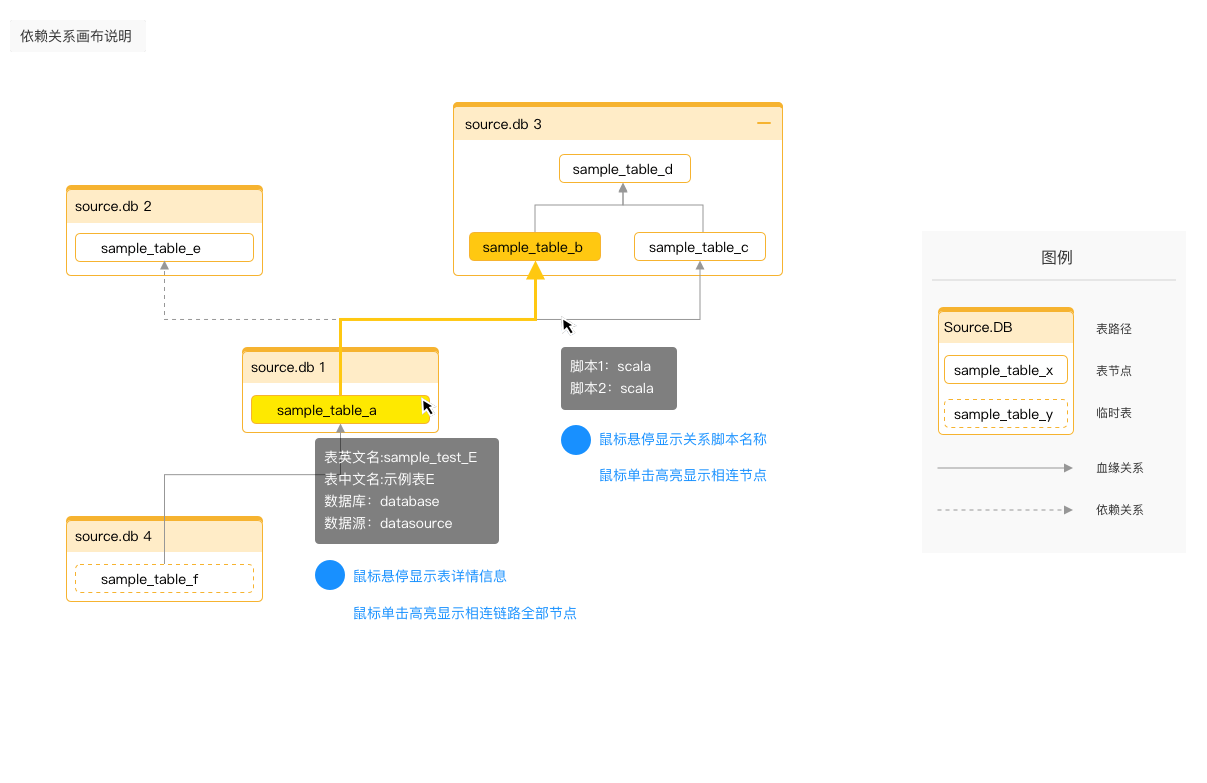 依赖关系画布说明
source.db 3
sample_table_d
sample_table_b
sample_table_c
source.db 2
sample_table_e
source.db 1
sample_table_a
脚本1：scala
脚本2：scala
鼠标悬停显示关系脚本名称
鼠标单击高亮显示相连节点
表英文名:sample_test_E
表中文名:示例表E
数据库：database
数据源：datasource
source.db 4
sample_table_f
鼠标悬停显示表详情信息
鼠标单击高亮显示相连链路全部节点
图例
Source.DB
表路径
sample_table_x
表节点
sample_table_y
临时表
血缘关系
依赖关系